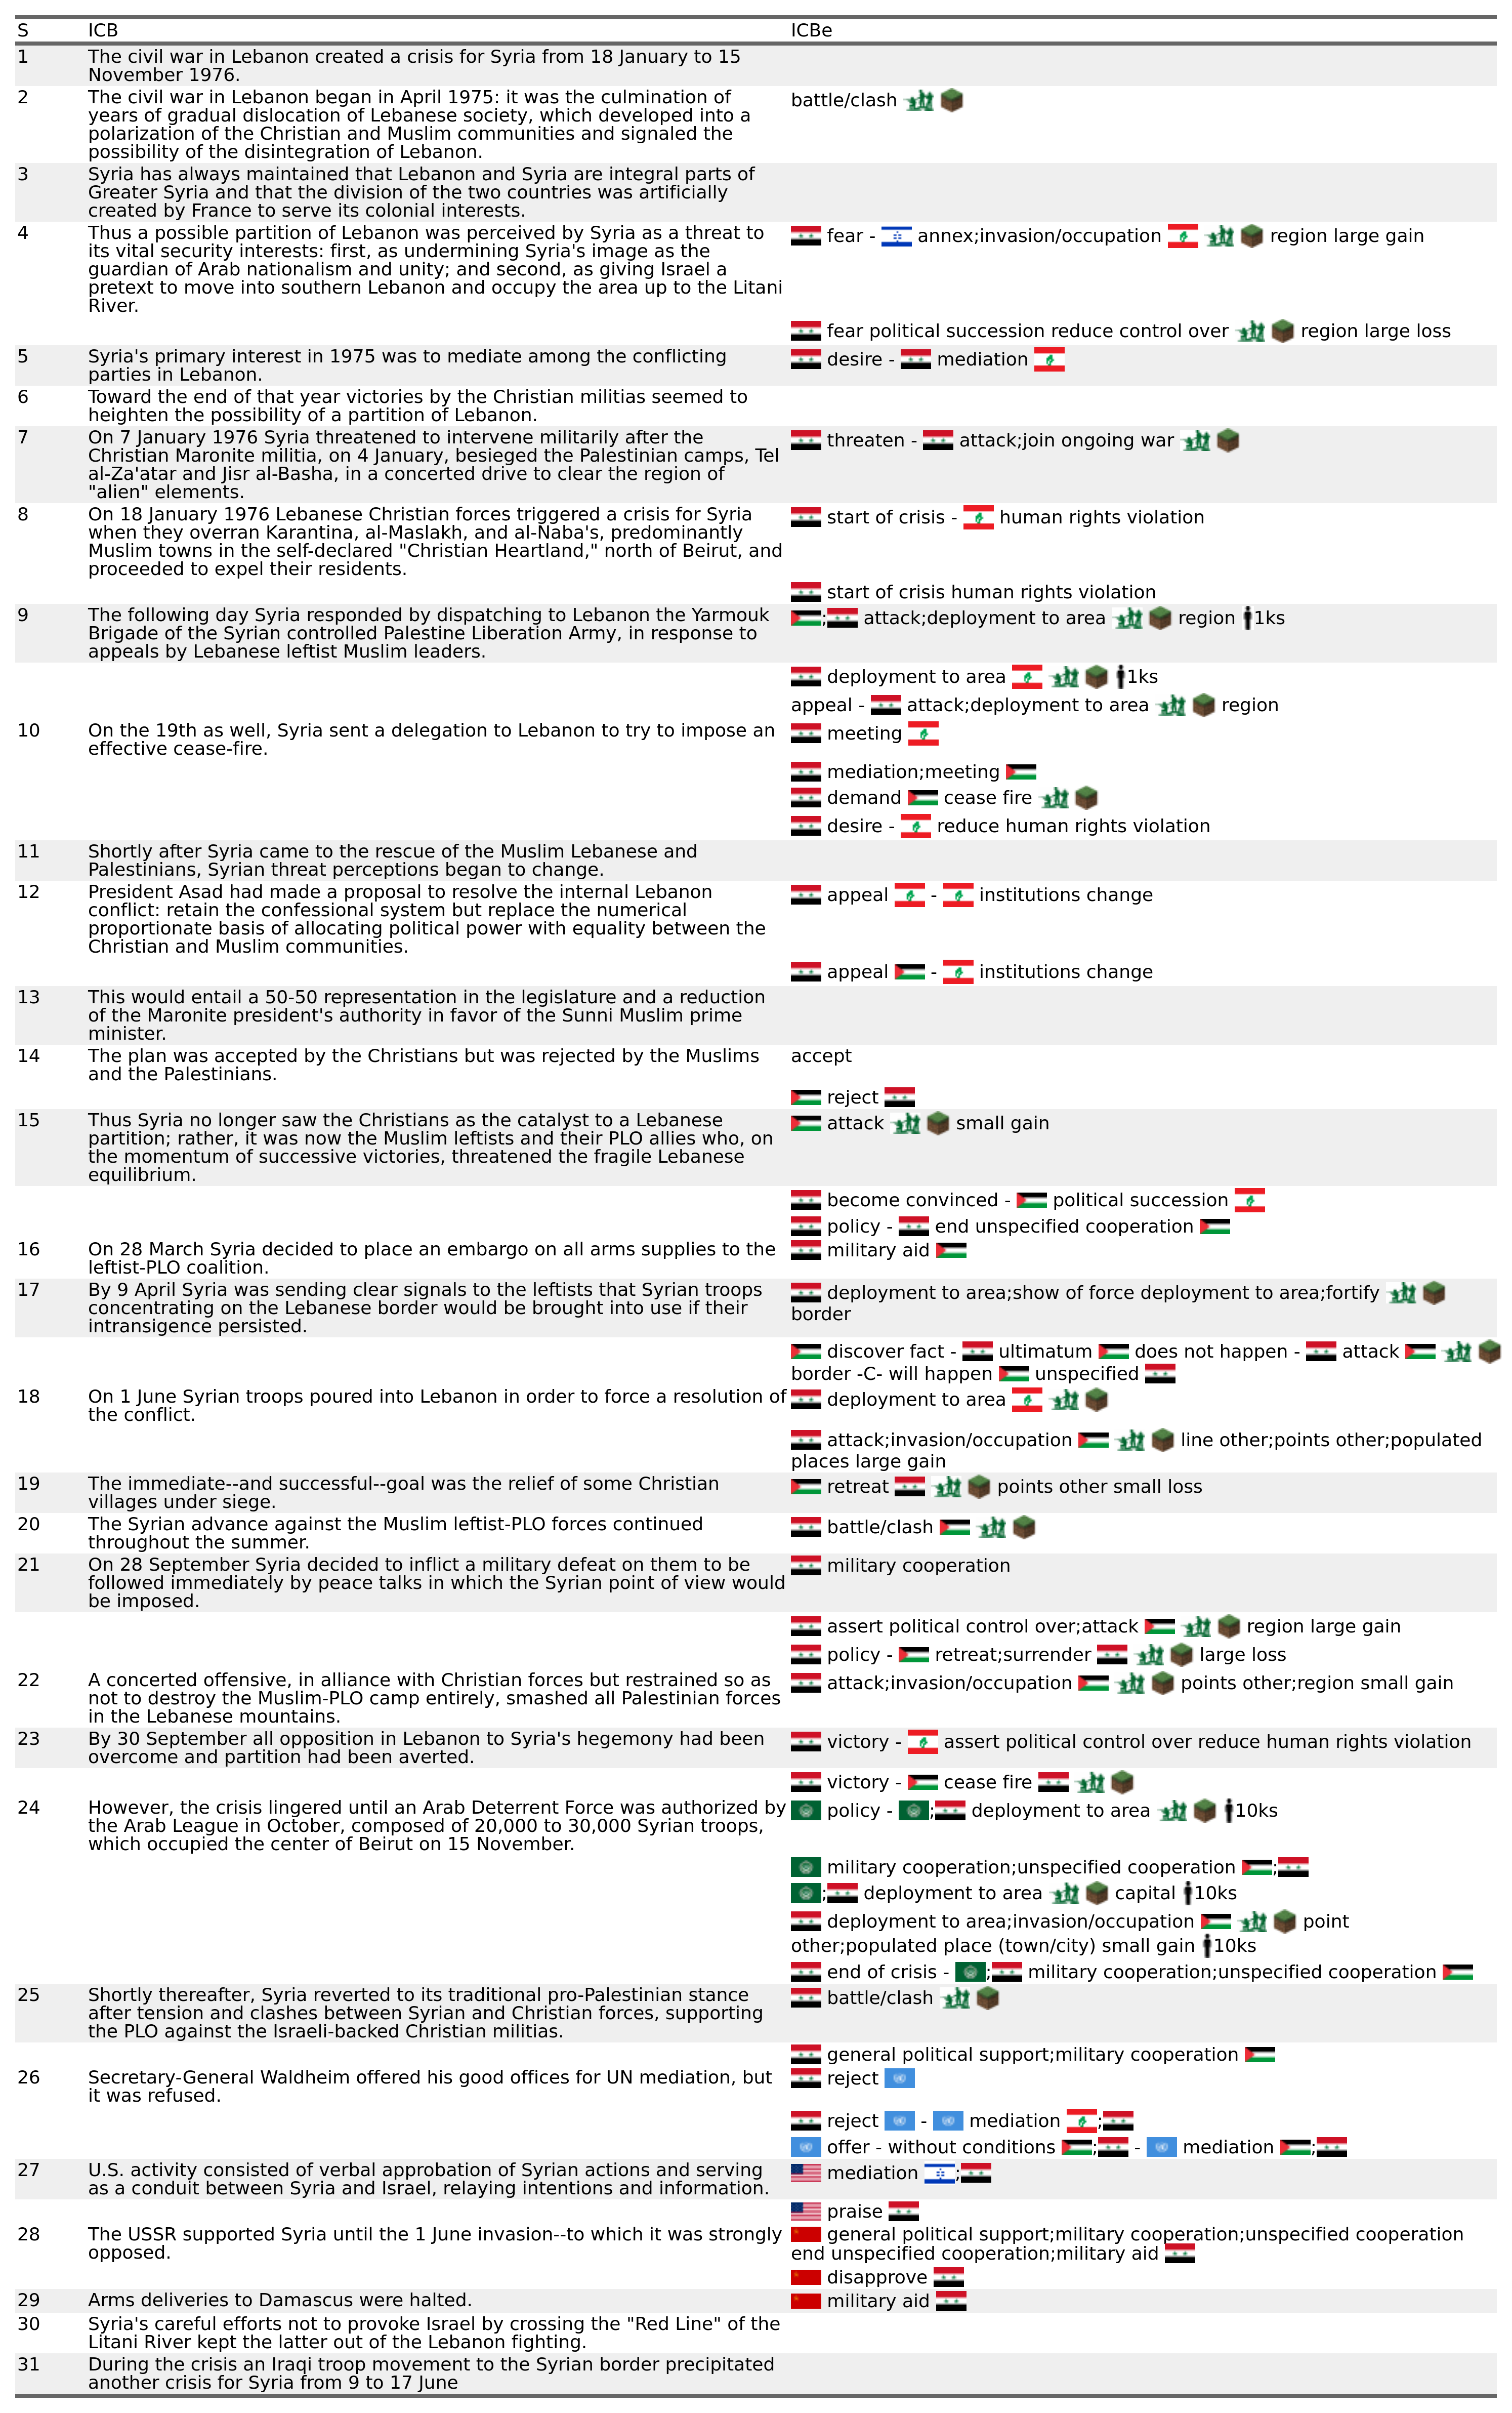 S ICB ICBe
1 The civil war in Lebanon created a crisis for Syria from 18 January to 15
November 1976.
2 The civil war in Lebanon began in April 1975: it was the culmination of battle/clash
years of gradual dislocation of Lebanese society, which developed into a
polarization of the Christian and Muslim communities and signaled the
possibility of the disintegration of Lebanon.
3 Syria has always maintained that Lebanon and Syria are integral parts of
Greater Syria and that the division of the two countries was artificially
created by France to serve its colonial interests.
4 Thus a possible partition of Lebanon was perceived by Syria as a threat to fear - annex;invasion/occupation region large gain
its vital security interests: first, as undermining Syria's image as the
guardian of Arab nationalism and unity; and second, as giving Israel a
pretext to move into southern Lebanon and occupy the area up to the Litani
River.
fear political succession reduce control over region large loss
5 Syria's primary interest in 1975 was to mediate among the conflicting desire - mediation
parties in Lebanon.
6 Toward the end of that year victories by the Christian militias seemed to
heighten the possibility of a partition of Lebanon.
7 On 7 January 1976 Syria threatened to intervene militarily after the threaten - attack;join ongoing war
Christian Maronite militia, on 4 January, besieged the Palestinian camps, Tel
al-Za'atar and Jisr al-Basha, in a concerted drive to clear the region of
"alien" elements.
8 On 18 January 1976 Lebanese Christian forces triggered a crisis for Syria start of crisis - human rights violation
when they overran Karantina, al-Maslakh, and al-Naba's, predominantly
Muslim towns in the self-declared "Christian Heartland," north of Beirut, and
proceeded to expel their residents.
start of crisis human rights violation
9 The following day Syria responded by dispatching to Lebanon the Yarmouk ; attack;deployment to area region 1ks
Brigade of the Syrian controlled Palestine Liberation Army, in response to
appeals by Lebanese leftist Muslim leaders.
deployment to area 1ks
appeal - attack;deployment to area region
10 On the 19th as well, Syria sent a delegation to Lebanon to try to impose an meeting
effective cease-fire.
mediation;meeting
demand cease fire
desire - reduce human rights violation
11 Shortly after Syria came to the rescue of the Muslim Lebanese and
Palestinians, Syrian threat perceptions began to change.
12 President Asad had made a proposal to resolve the internal Lebanon appeal - institutions change
conflict: retain the confessional system but replace the numerical
proportionate basis of allocating political power with equality between the
Christian and Muslim communities.
appeal - institutions change
13 This would entail a 50-50 representation in the legislature and a reduction
of the Maronite president's authority in favor of the Sunni Muslim prime
minister.
14 The plan was accepted by the Christians but was rejected by the Muslims accept
and the Palestinians.
reject
15 Thus Syria no longer saw the Christians as the catalyst to a Lebanese attack small gain
partition; rather, it was now the Muslim leftists and their PLO allies who, on
the momentum of successive victories, threatened the fragile Lebanese
equilibrium.
become convinced - political succession
policy - end unspecified cooperation
16 On 28 March Syria decided to place an embargo on all arms supplies to the military aid
leftist-PLO coalition.
17 By 9 April Syria was sending clear signals to the leftists that Syrian troops deployment to area;show of force deployment to area;fortify
concentrating on the Lebanese border would be brought into use if their border
intransigence persisted.
discover fact - ultimatum does not happen - attack
border -C- will happen unspecified
18 On 1 June Syrian troops poured into Lebanon in order to force a resolution of deployment to area
the conflict.
attack;invasion/occupation line other;points other;populated
places large gain
19 The immediate--and successful--goal was the relief of some Christian retreat points other small loss
villages under siege.
20 The Syrian advance against the Muslim leftist-PLO forces continued battle/clash
throughout the summer.
21 On 28 September Syria decided to inflict a military defeat on them to be military cooperation
followed immediately by peace talks in which the Syrian point of view would
be imposed.
assert political control over;attack region large gain
policy - retreat;surrender large loss
22 A concerted offensive, in alliance with Christian forces but restrained so as attack;invasion/occupation points other;region small gain
not to destroy the Muslim-PLO camp entirely, smashed all Palestinian forces
in the Lebanese mountains.
23 By 30 September all opposition in Lebanon to Syria's hegemony had been victory - assert political control over reduce human rights violation
overcome and partition had been averted.
victory - cease fire
24 However, the crisis lingered until an Arab Deterrent Force was authorized by policy - ; deployment to area 10ks
the Arab League in October, composed of 20,000 to 30,000 Syrian troops,
which occupied the center of Beirut on 15 November.
military cooperation;unspecified cooperation ;
; deployment to area capital 10ks
deployment to area;invasion/occupation point
other;populated place (town/city) small gain 10ks
end of crisis - ; military cooperation;unspecified cooperation
25 Shortly thereafter, Syria reverted to its traditional pro-Palestinian stance battle/clash
after tension and clashes between Syrian and Christian forces, supporting
the PLO against the Israeli-backed Christian militias.
general political support;military cooperation
26 Secretary-General Waldheim offered his good offices for UN mediation, but reject
it was refused.
reject - mediation ;
offer - without conditions ; - mediation ;
27 U.S. activity consisted of verbal approbation of Syrian actions and serving mediation ;
as a conduit between Syria and Israel, relaying intentions and information.
praise
28 The USSR supported Syria until the 1 June invasion--to which it was strongly general political support;military cooperation;unspecified cooperation
opposed. end unspecified cooperation;military aid
disapprove
29 Arms deliveries to Damascus were halted. military aid
30 Syria's careful efforts not to provoke Israel by crossing the "Red Line" of the
Litani River kept the latter out of the Lebanon fighting.
31 During the crisis an Iraqi troop movement to the Syrian border precipitated
another crisis for Syria from 9 to 17 June